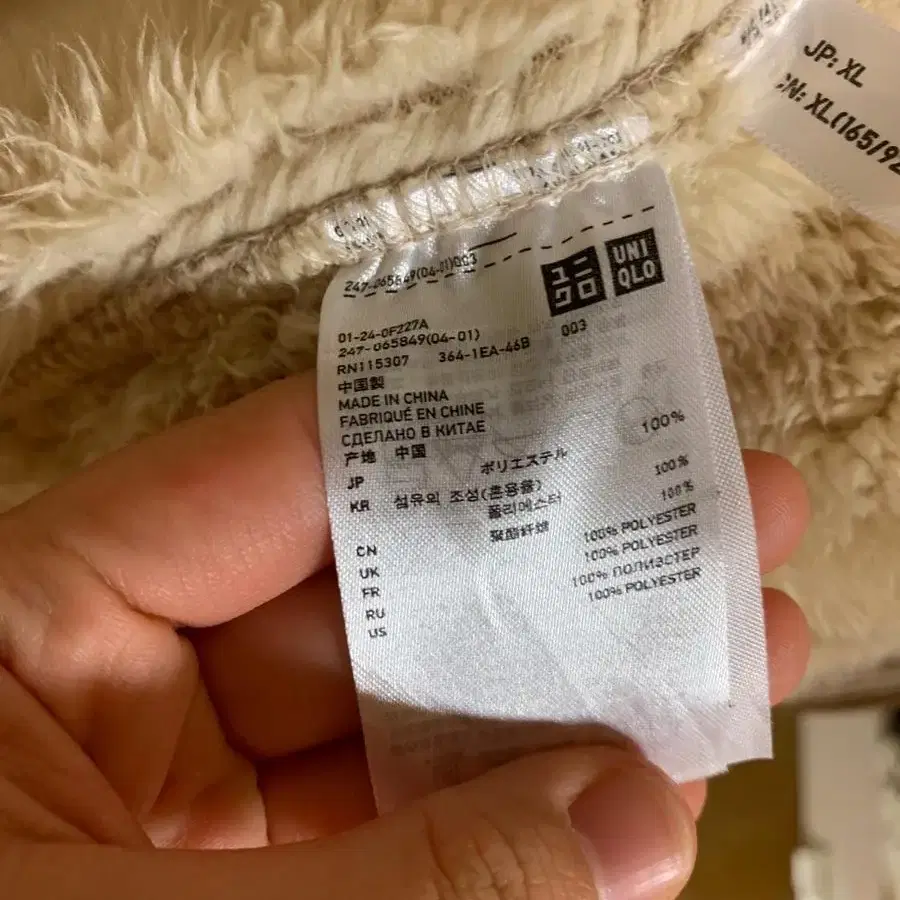 JP: XL
CN: XL(165/92
247-065849(04-01)003
ユニクロ
UNIQLO
01-24-0F227A
247-065849(04-01) 003
RN115307 364-1EA-46B
中国製
MADE IN CHINA
FABRIQUÉ EN CHINE
СДЕЛАНО В КИТАЕ
产地 中国
JP ポリエステル 100%
KR 섬유의 조성(혼용율)
폴리에스터 100%
CN 聚酯纤维 100%
UK 100% POLYESTER
FR 100% POLYESTER
RU 100% ПОЛИЭСТЕР
US 100% POLYESTER